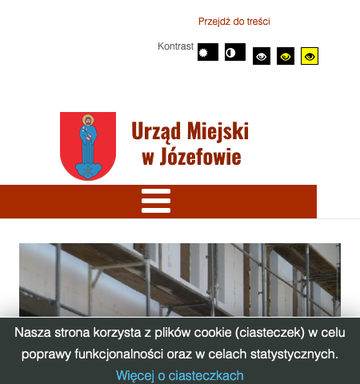 Przejdź do treści
Kontrast
Urząd Miejski
w Józefowie
Nasza strona korzysta z plików cookie (ciasteczek) w celu
poprawy funkcjonalności oraz w celach statystycznych.
Więcej o ciasteczkach